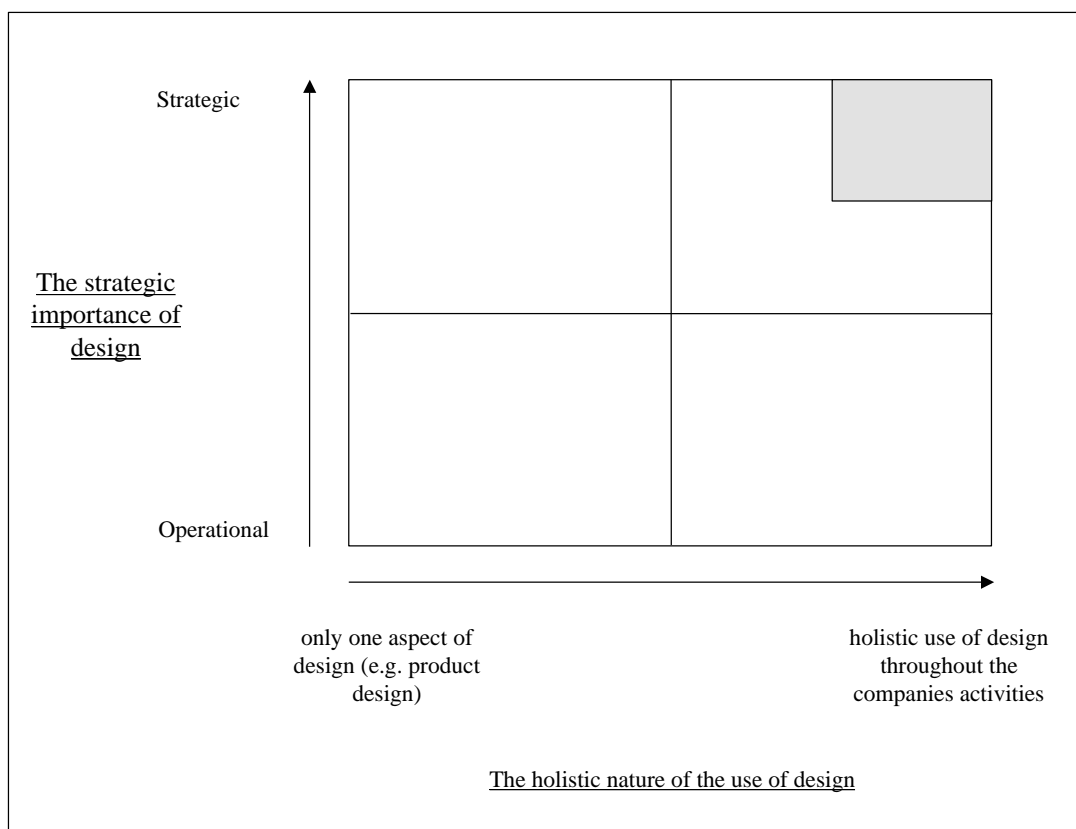 Strategic
The strategic
importance of
design
Operational
only one aspect of
design (e.g. product
design)
holistic use of design
throughout the
companies activities
The holistic nature of the use of design